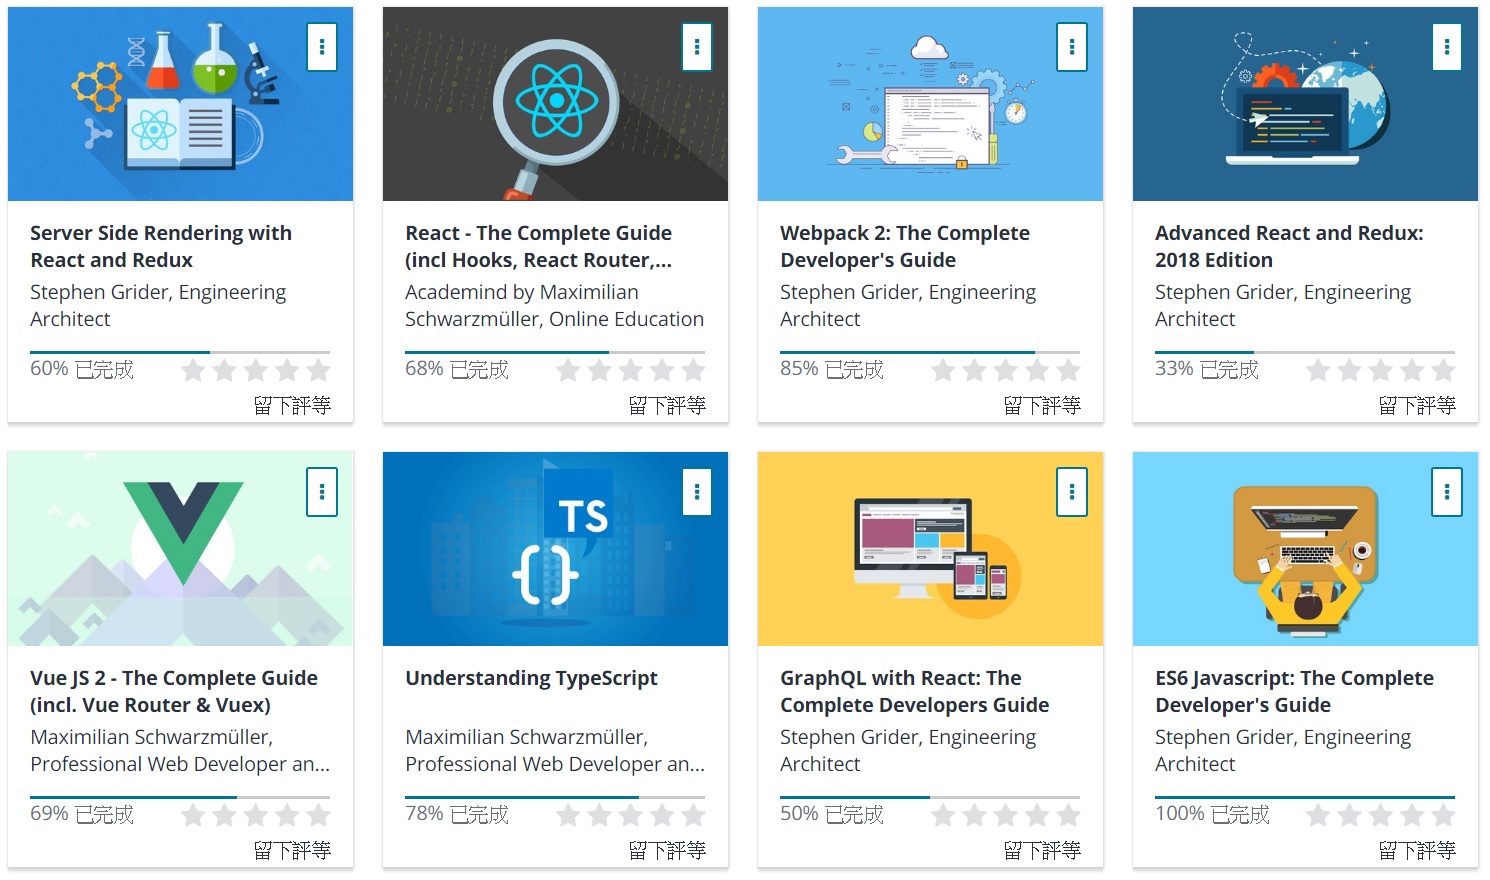 Server Side Rendering with
React and Redux
Stephen Grider, Engineering
Architect
60% 已完成
留下評等
React - The Complete Guide
(incl Hooks, React Router,...
Academind by Maximilian
Schwarzmüller, Online Education
68% 已完成
留下評等
Webpack 2: The Complete
Developer's Guide
Stephen Grider, Engineering
Architect
85% 已完成
留下評等
Advanced React and Redux:
2018 Edition
Stephen Grider, Engineering
Architect
33% 已完成
留下評等
Vue JS 2 - The Complete Guide
(incl. Vue Router & Vuex)
Maximilian Schwarzmüller,
Professional Web Developer an...
69% 已完成
留下評等
TS
{}
Understanding TypeScript
Maximilian Schwarzmüller,
Professional Web Developer an...
78% 已完成
留下評等
GraphQL with React: The
Complete Developers Guide
Stephen Grider, Engineering
Architect
50% 已完成
留下評等
ES6 Javascript: The Complete
Developer's Guide
Stephen Grider, Engineering
Architect
100% 已完成
留下評等